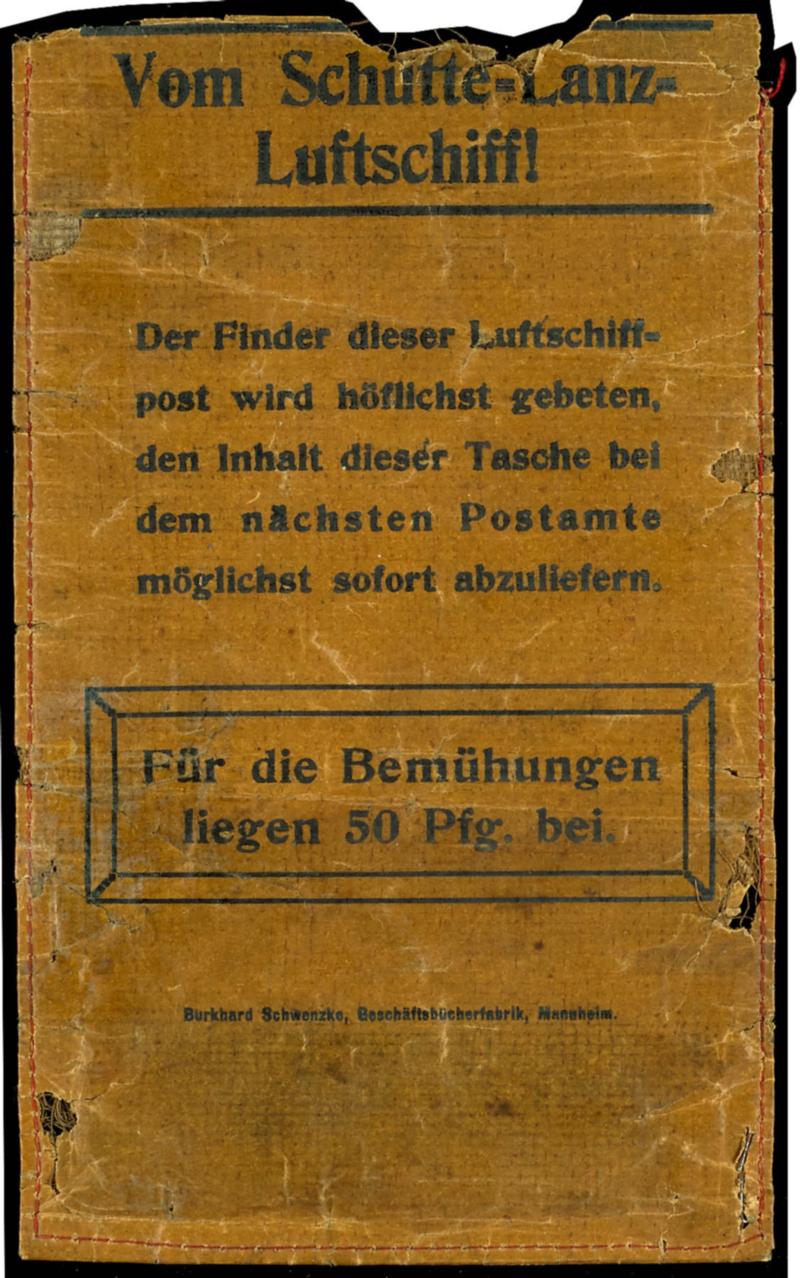 Vom Schütte-Lanz-
Luftschiff!
Der Finder dieser Luftschiff-
post wird höflichst gebeten,
den Inhalt dieser Tasche bei
dem nächsten Postamte
möglichst sofort abzuliefern.
Für die Bemühungen
liegen 50 Pfg. bei.
Burkhard Schwenzke, Geschäftsbücherfabrik, Mannheim.